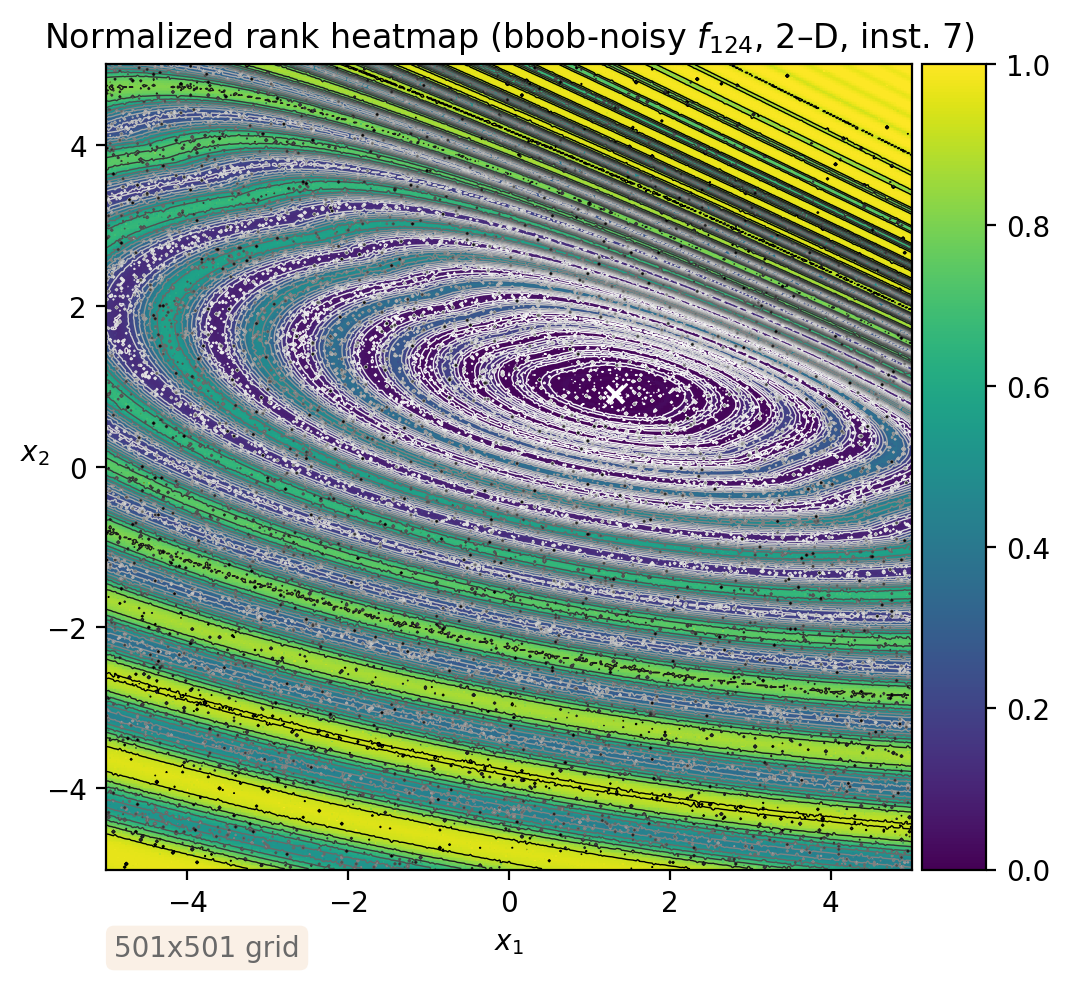 Normalized rank heatmap (bbob-noisy f124, 2–D, inst. 7)
1.0
0.8
0.6
0.4
0.2
0.0
4
2
0
−2
−4
x2
−4 −2 0 2 4
x1
501x501 grid